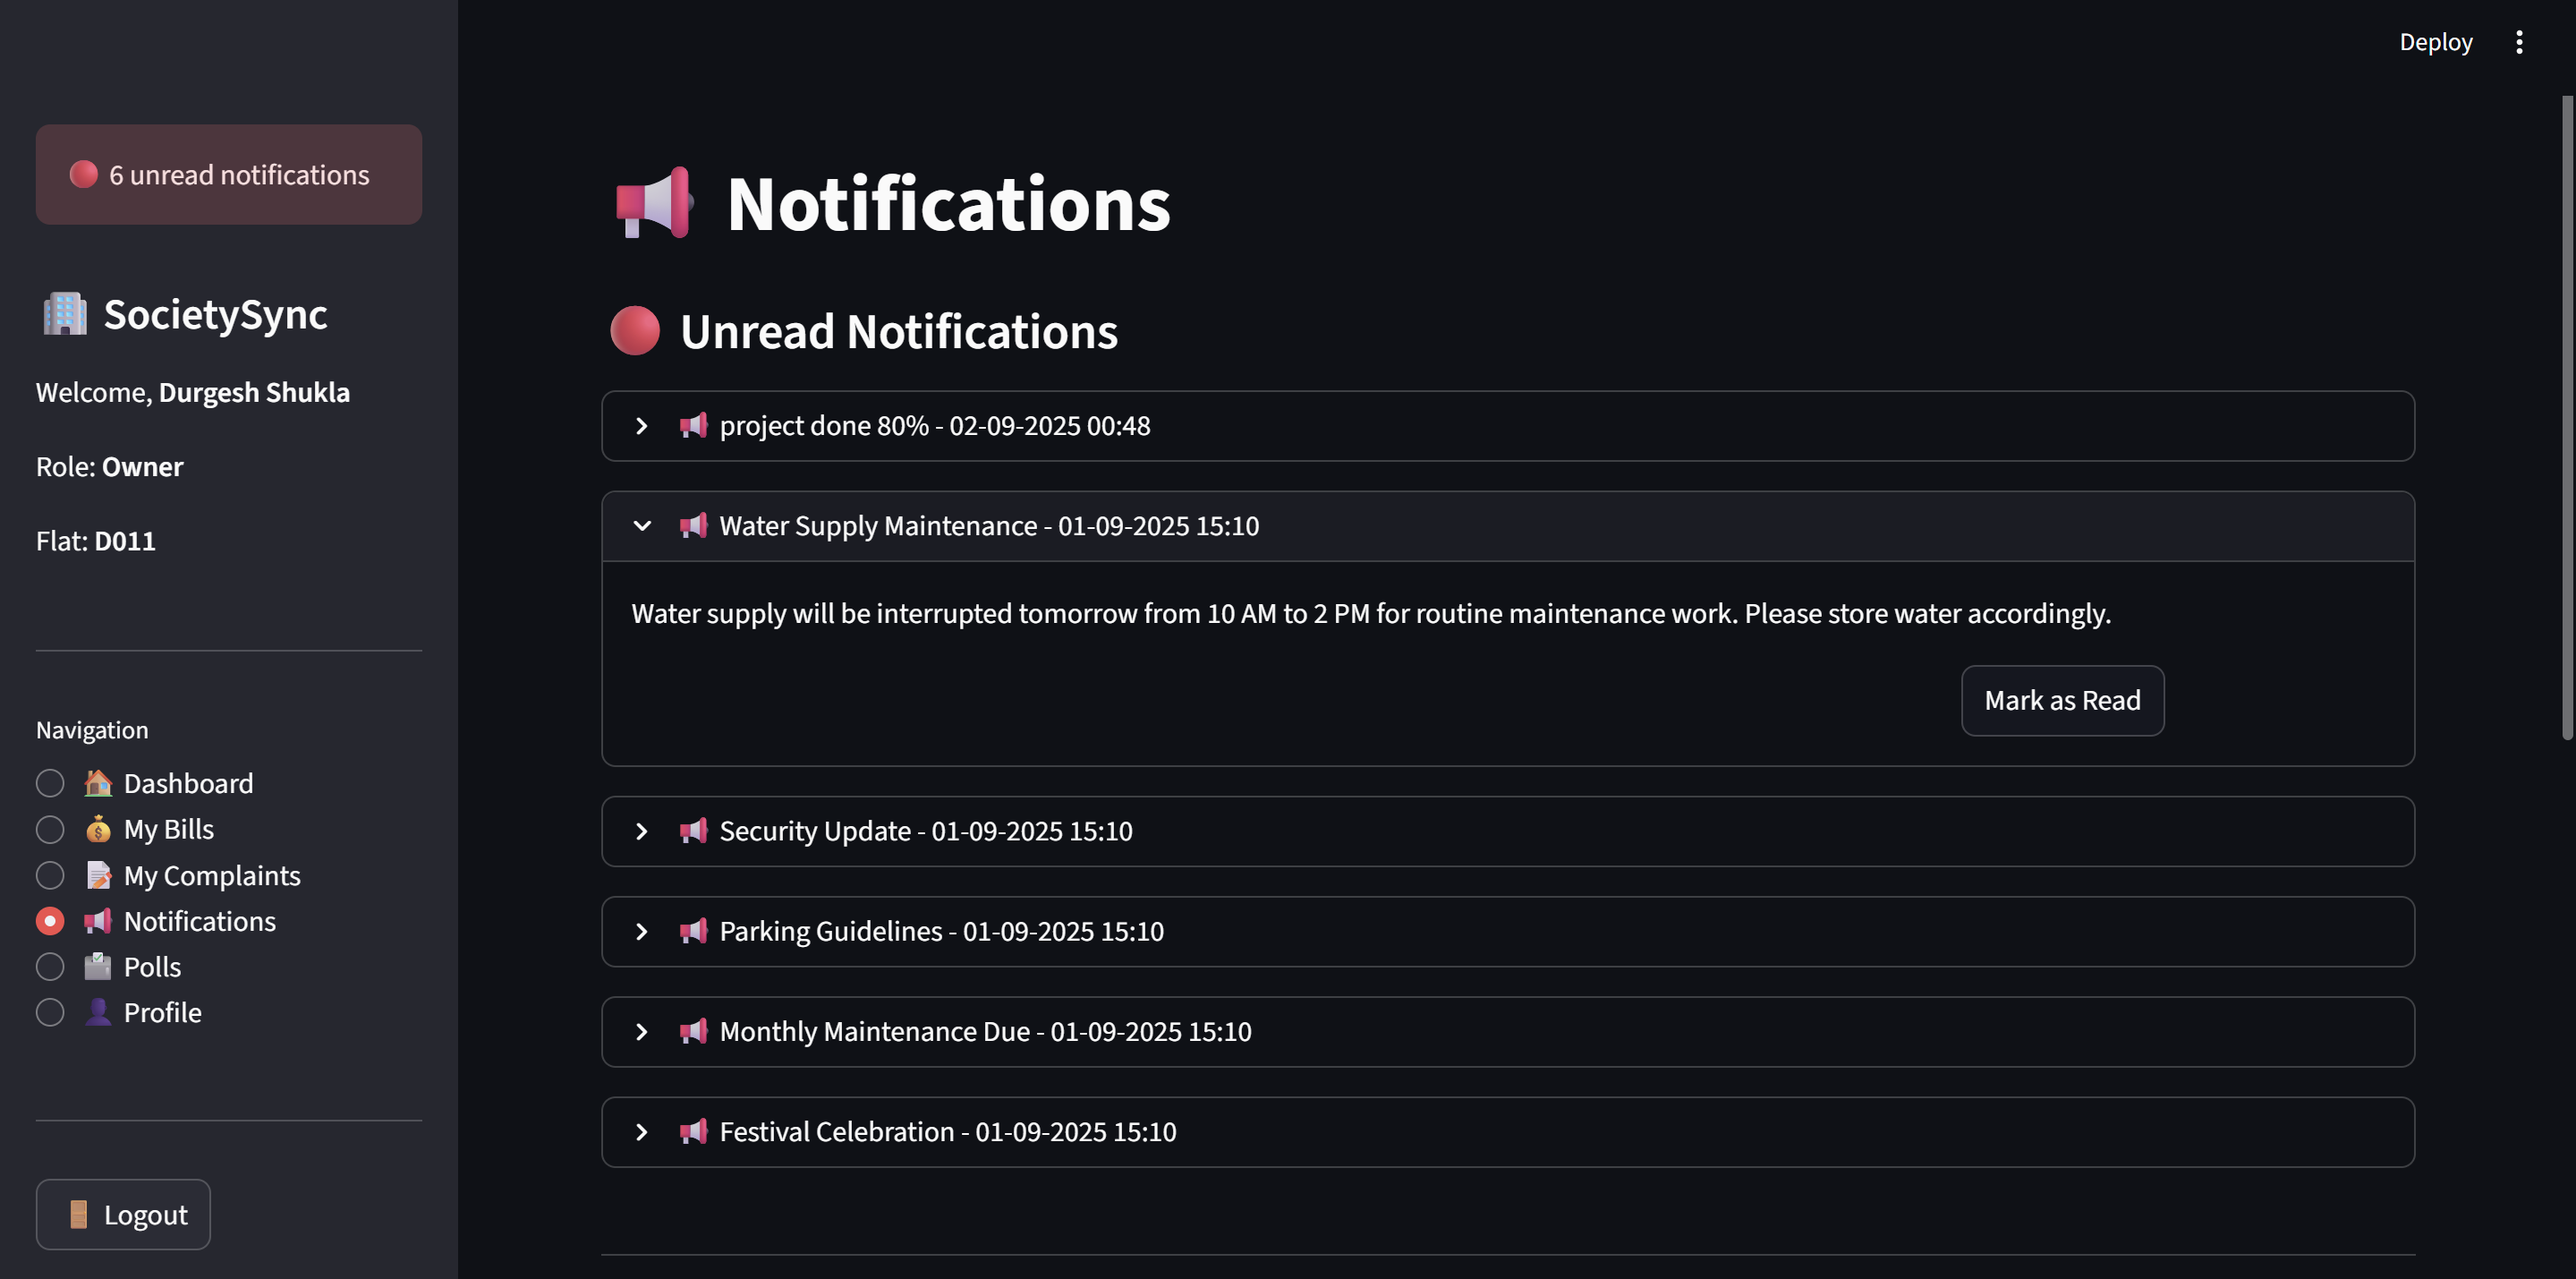 Deploy
6 unread notifications
SocietySync
Welcome, Durgesh Shukla
Role: Owner
Flat: D011
Navigation
Dashboard
My Bills
My Complaints
Notifications
Polls
Profile
Logout
Notifications
Unread Notifications
project done 80% - 02-09-2025 00:48
Water Supply Maintenance - 01-09-2025 15:10
Water supply will be interrupted tomorrow from 10 AM to 2 PM for routine maintenance work. Please store water accordingly.
Mark as Read
Security Update - 01-09-2025 15:10
Parking Guidelines - 01-09-2025 15:10
Monthly Maintenance Due - 01-09-2025 15:10
Festival Celebration - 01-09-2025 15:10